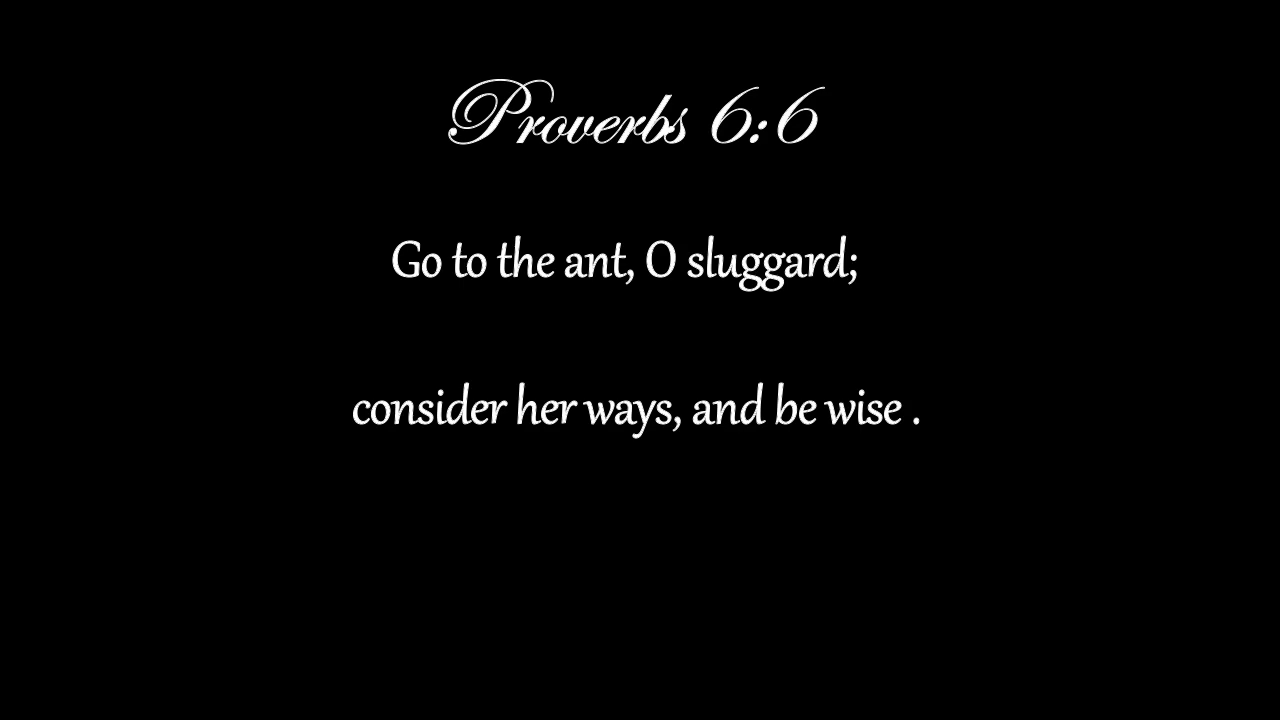 Proverbs 6:6
Go to the ant, O sluggard;
consider her ways, and be wise .